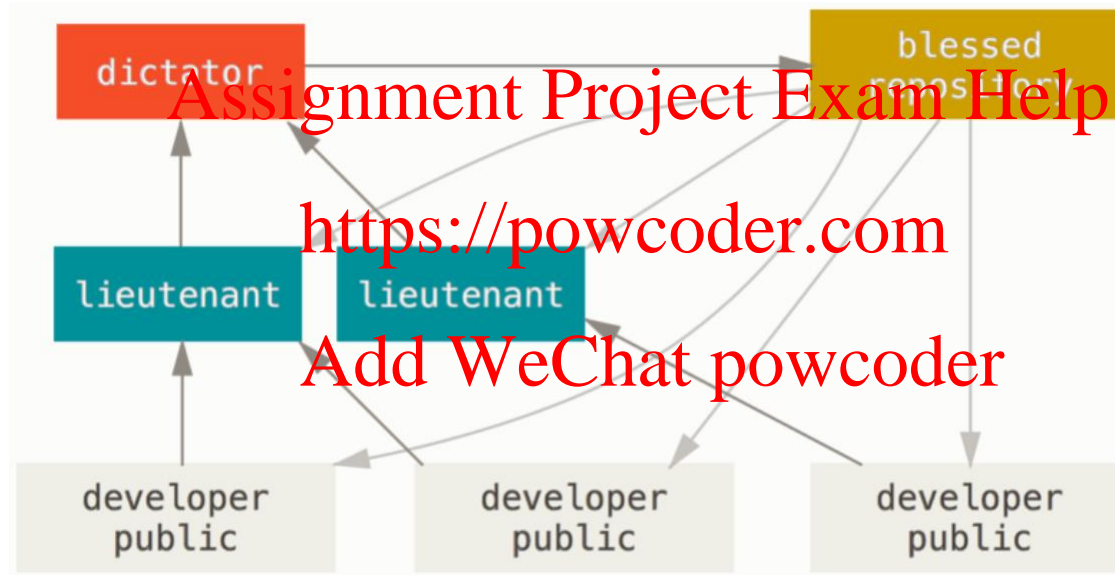 dictator
blessed
repository
Assignment Project Exam Help
https://powcoder.com
lieutenant
lieutenant
Add WeChat powcoder
developer
public
developer
public
developer
public